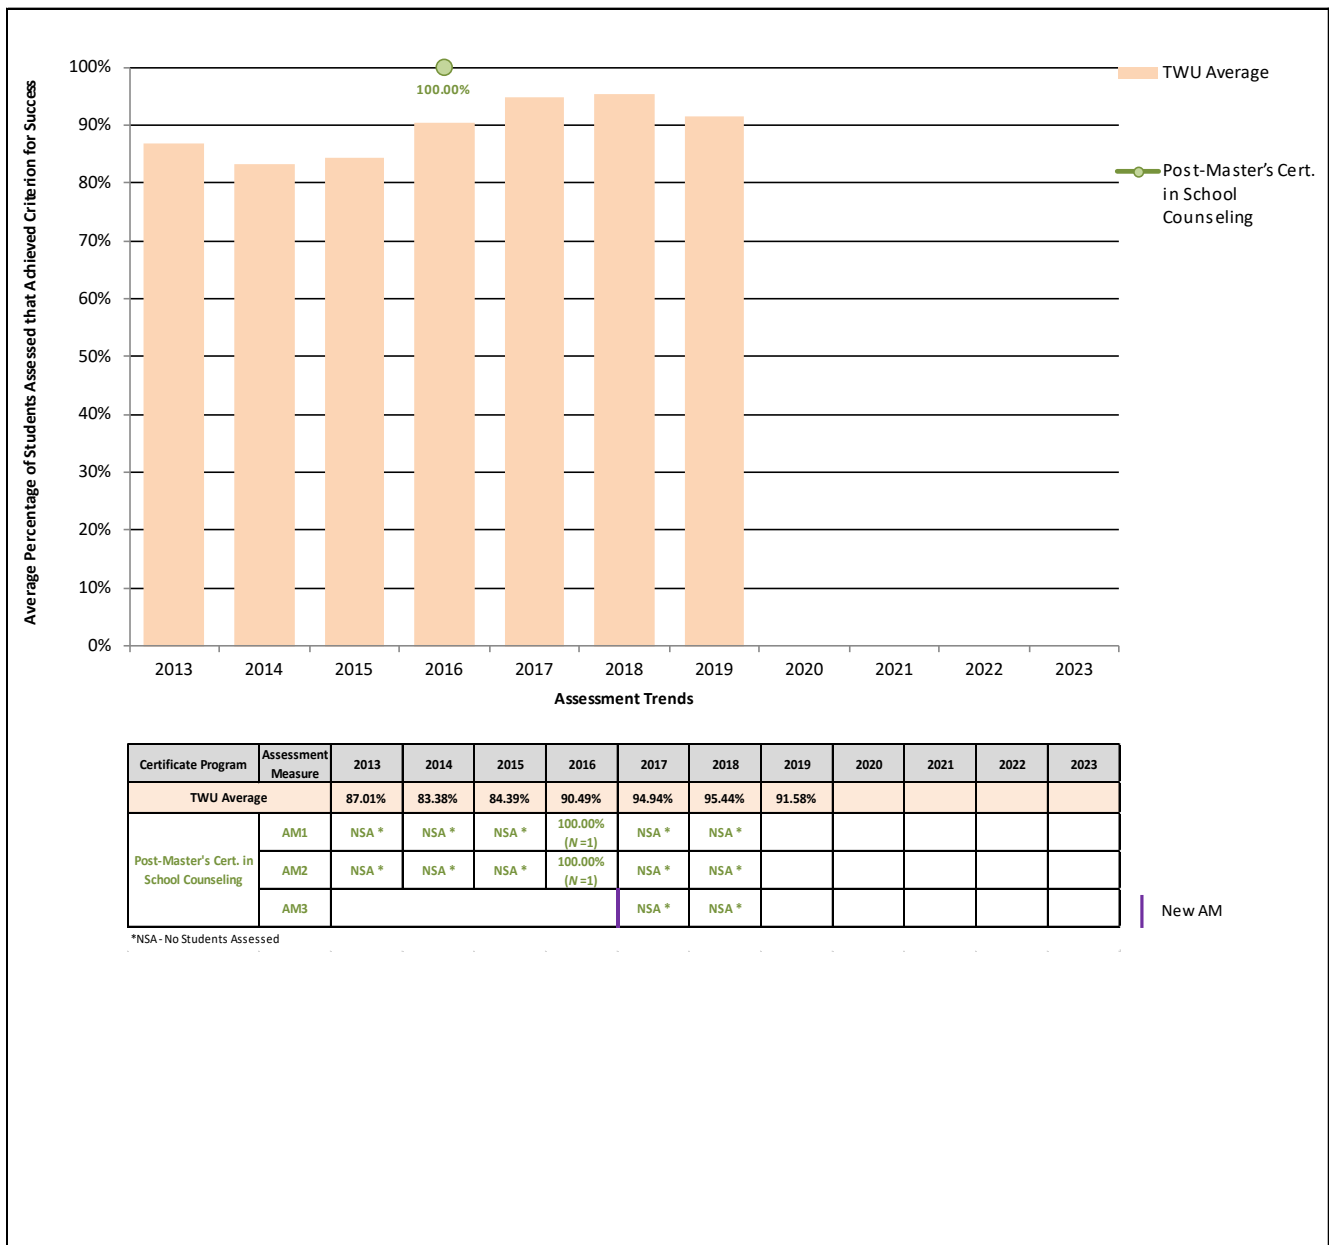 Average Percentage of Students Assessed that Achieved Criterion for Success
100%
90%
80%
70%
60%
50%
40%
30%
20%
10%
0%
100.00%
2013 2014 2015 2016 2017 2018 2019 2020 2021 2022 2023
Assessment Trends
TWU Average
Post-Master's Cert.
in School
Counseling
Certificate Program Assessment Measure 2013 2014 2015 2016 2017 2018 2019 2020 2021 2022 2023
TWU Average 87.01% 83.38% 84.39% 90.49% 94.94% 95.44% 91.58%
Post-Master's Cert. in
School Counseling
AM1 NSA * NSA * NSA * 100.00% (N=1) NSA * NSA *
AM2 NSA * NSA * NSA * 100.00% (N=1) NSA * NSA *
AM3 NSA * NSA *
New AM
*NSA - No Students Assessed